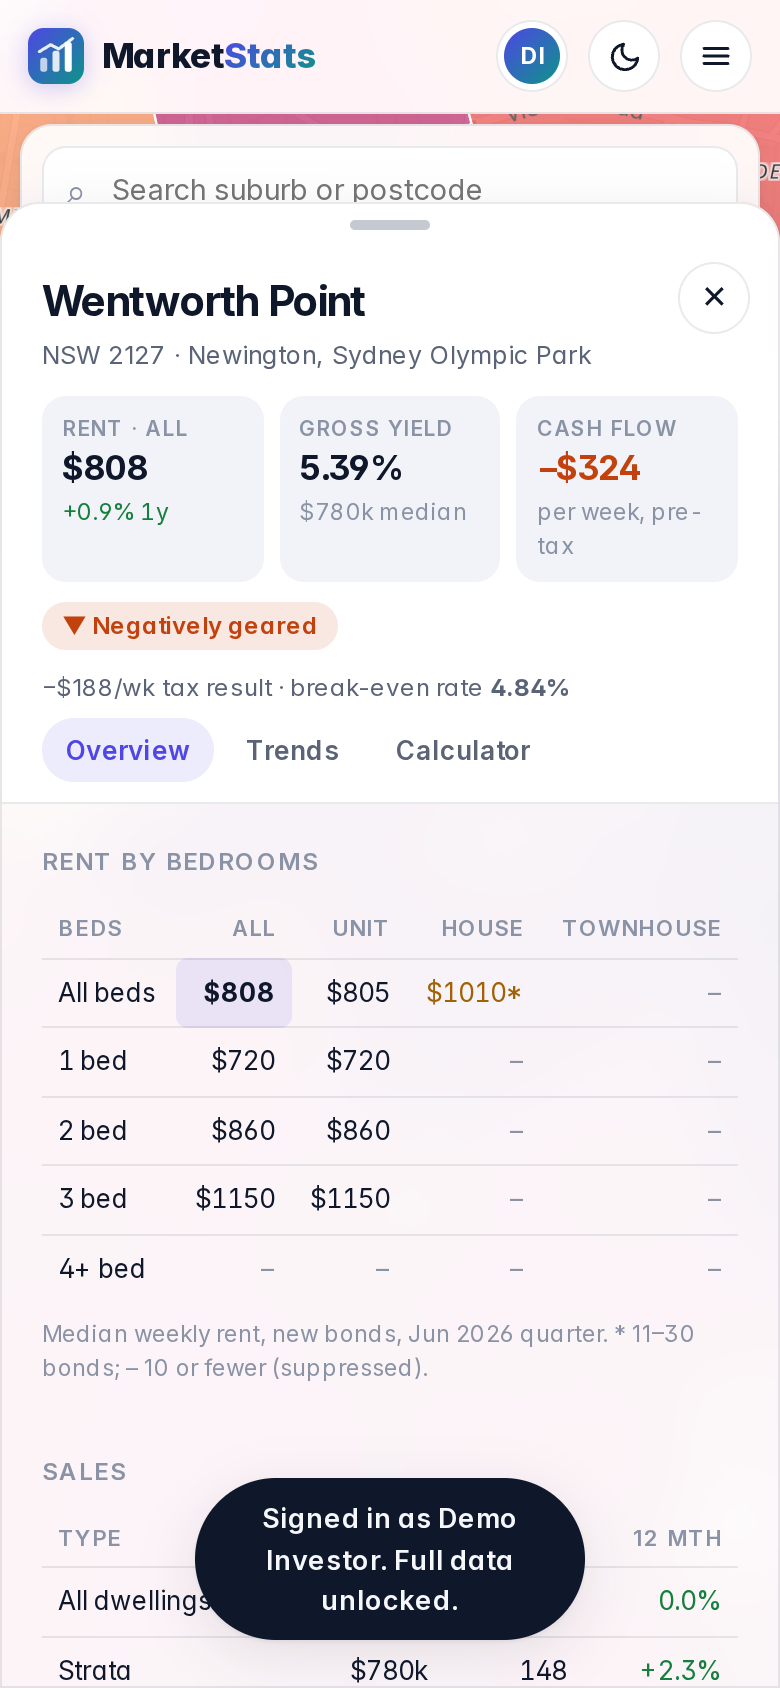 MarketStats
DI
Search suburb or postcode
Wentworth Point
NSW 2127 · Newington, Sydney Olympic Park
RENT · ALL
$808
+0.9% 1y
GROSS YIELD
5.39%
$780k median
CASH FLOW
–$324
per week, pre-
tax
▼ Negatively geared
–$188/wk tax result · break-even rate 4.84%
Overview Trends Calculator
RENT BY BEDROOMS
BEDS ALL UNIT HOUSE TOWNHOUSE
All beds $808 $805 $1010* –
1 bed $720 $720 – –
2 bed $860 $860 – –
3 bed $1150 $1150 – –
4+ bed – – – –
Median weekly rent, new bonds, Jun 2026 quarter. * 11–30
bonds; – 10 or fewer (suppressed).
SALES
TYPE 12 MTH
All dwellings 0.0%
Strata $780k 148 +2.3%
Signed in as Demo
Investor. Full data
unlocked.